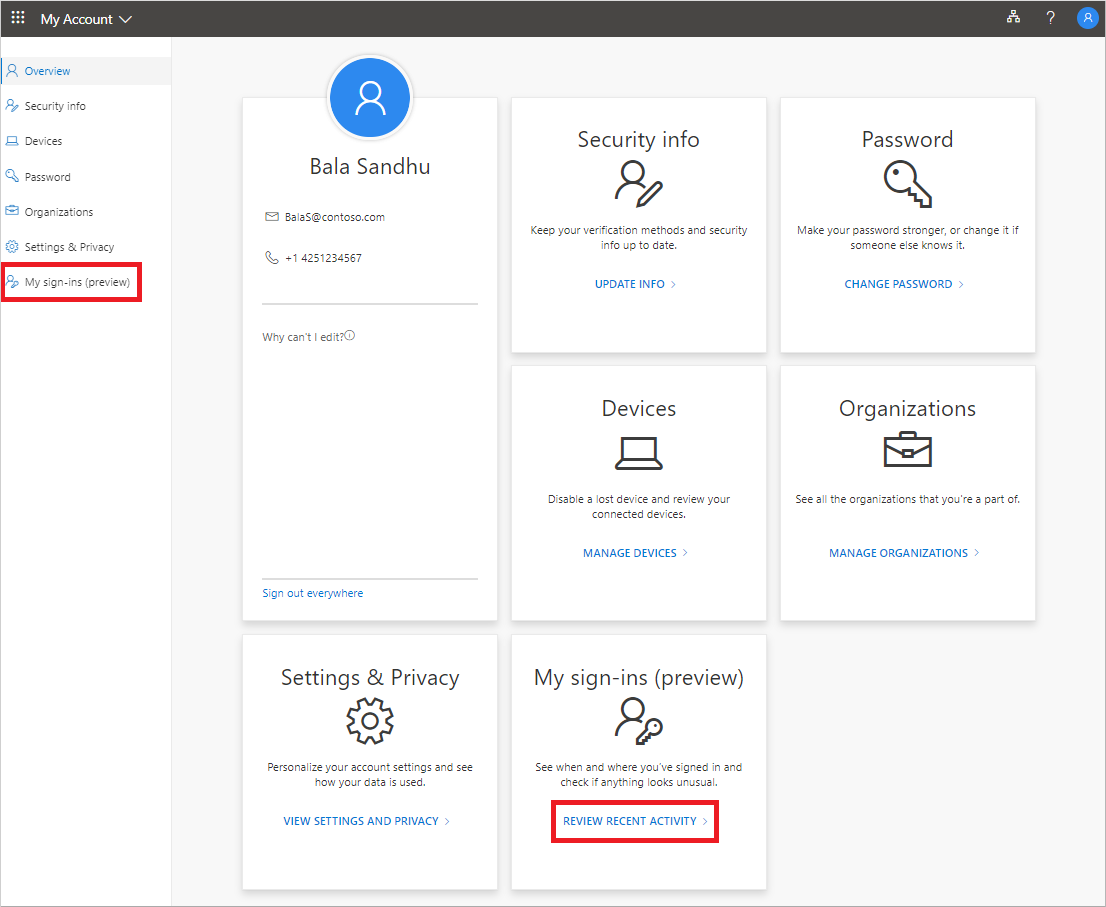 My Account
?
Overview
Security info
Devices
Password
Organizations
Settings & Privacy
My sign-ins (preview)
Bala Sandhu
BalaS@contoso.com
+1 4251234567
Why can't I edit?
Sign out everywhere
Security info
Keep your verification methods and security
info up to date.
UPDATE INFO
Password
Make your password stronger, or change it if
someone else knows it.
CHANGE PASSWORD
Devices
Disable a lost device and review your
connected devices.
MANAGE DEVICES
Organizations
See all the organizations that you're a part of.
MANAGE ORGANIZATIONS
Settings & Privacy
Personalize your account settings and see
how your data is used.
VIEW SETTINGS AND PRIVACY
My sign-ins (preview)
See when and where you've signed in and
check if anything looks unusual.
REVIEW RECENT ACTIVITY